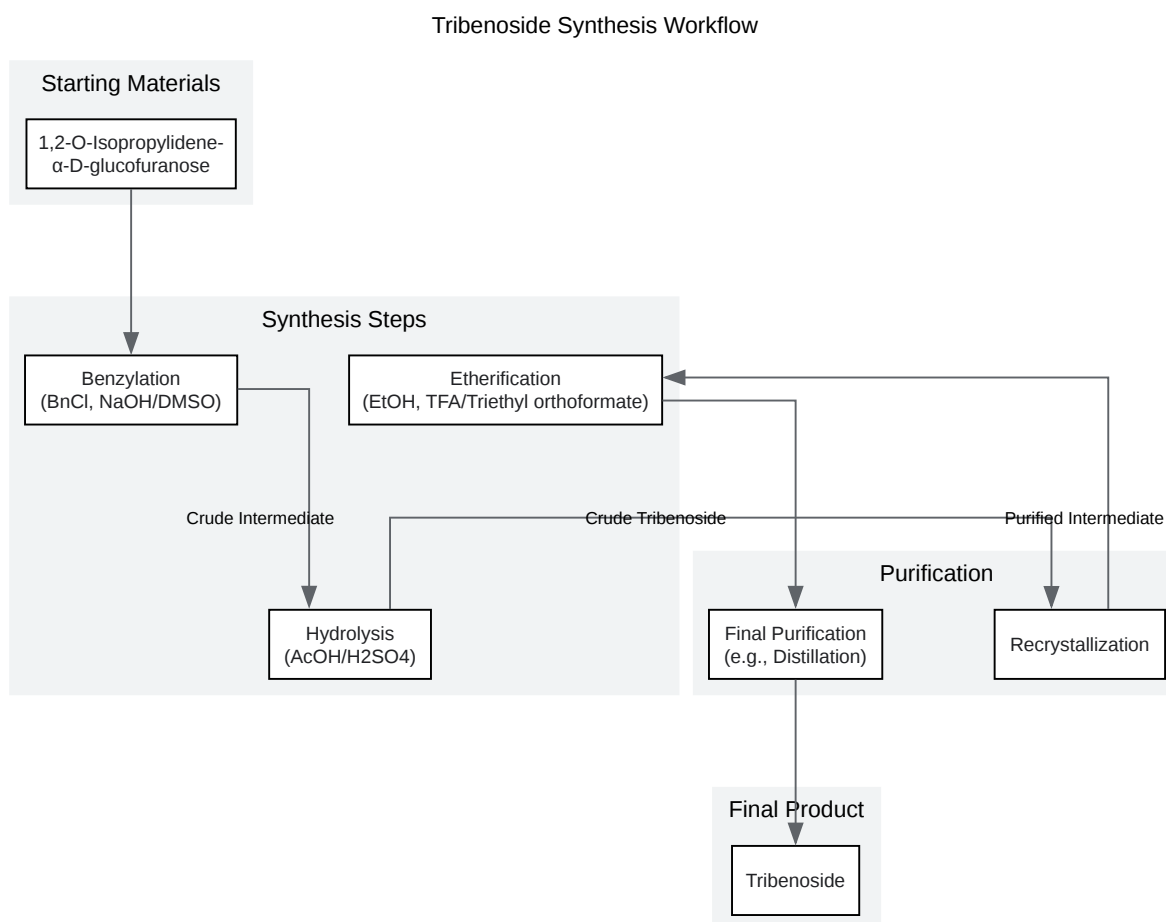 Tribenoside Synthesis Workflow
Starting Materials
1,2-O-Isopropylidene-
α-D-glucofuranose
Synthesis Steps
Benzylation
(BnCl, NaOH/DMSO)
Etherification
(EtOH, TFA/Triethyl orthoformate)
Crude Intermediate
Crude Tribenoside
Purified Intermediate
Purification
Hydrolysis
(AcOH/H2SO4)
Final Purification
(e.g., Distillation)
Recrystallization
Final Product
Tribenoside